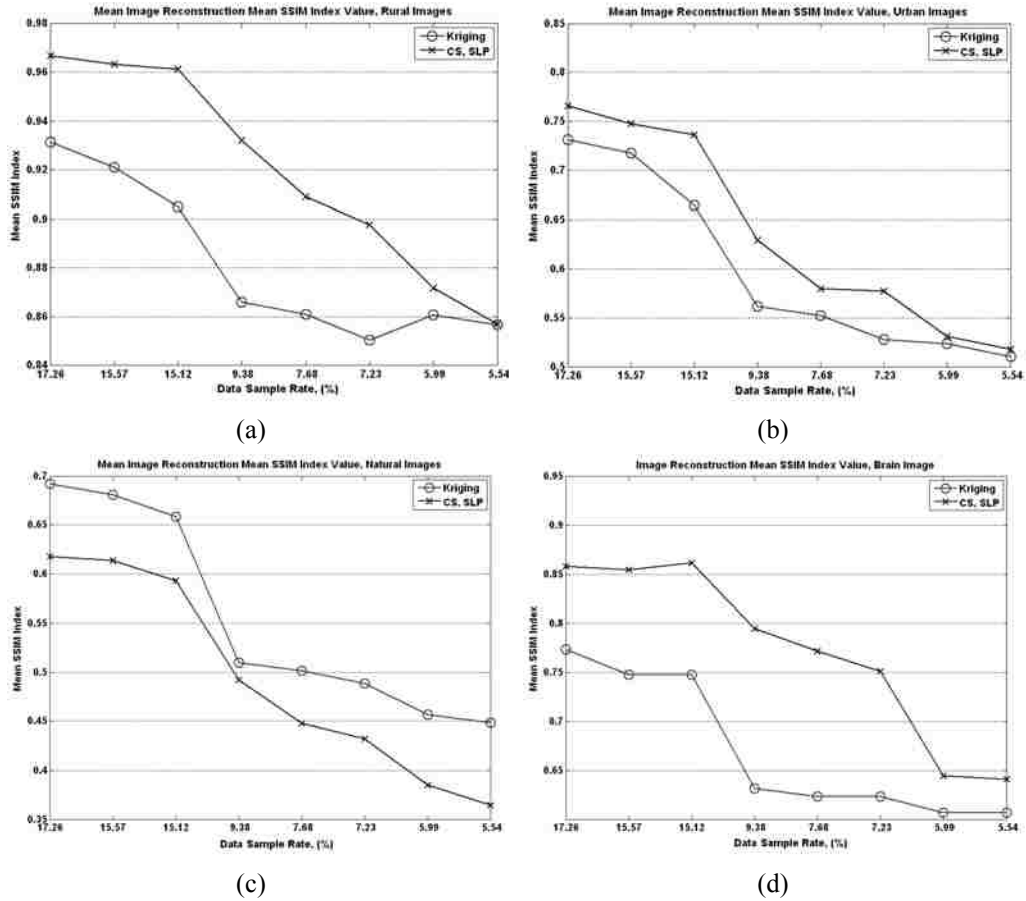 Mean Image Reconstruction Mean SSIM Index Value, Rural Images
0.98
0.96
0.94
0.92
0.9
0.88
0.86
0.84
Mean SSIM Index
Kriging
CS, SLP
17.26 15.57 15.12 9.38 7.68 7.23 5.99 5.54
Data Sample Rate, (%)
(a)
Mean Image Reconstruction Mean SSIM Index Value, Urban Images
0.85
0.8
0.75
0.7
0.65
0.6
0.55
0.5
Mean SSIM Index
Kriging
CS, SLP
17.26 15.57 15.12 9.38 7.68 7.23 5.99 5.54
Data Sample Rate, (%)
(b)
Mean Image Reconstruction Mean SSIM Index Value, Natural Images
0.7
0.65
0.6
0.55
0.5
0.45
0.4
0.35
Mean SSIM Index
Kriging
CS, SLP
17.26 15.57 15.12 9.38 7.68 7.23 5.99 5.54
Data Sample Rate, (%)
(c)
Image Reconstruction Mean SSIM Index Value, Brain Image
0.95
0.9
0.85
0.8
0.75
0.7
0.65
Mean SSIM Index
Kriging
CS, SLP
17.26 15.57 15.12 9.38 7.68 7.23 5.99 5.54
Data Sample Rate, (%)
(d)